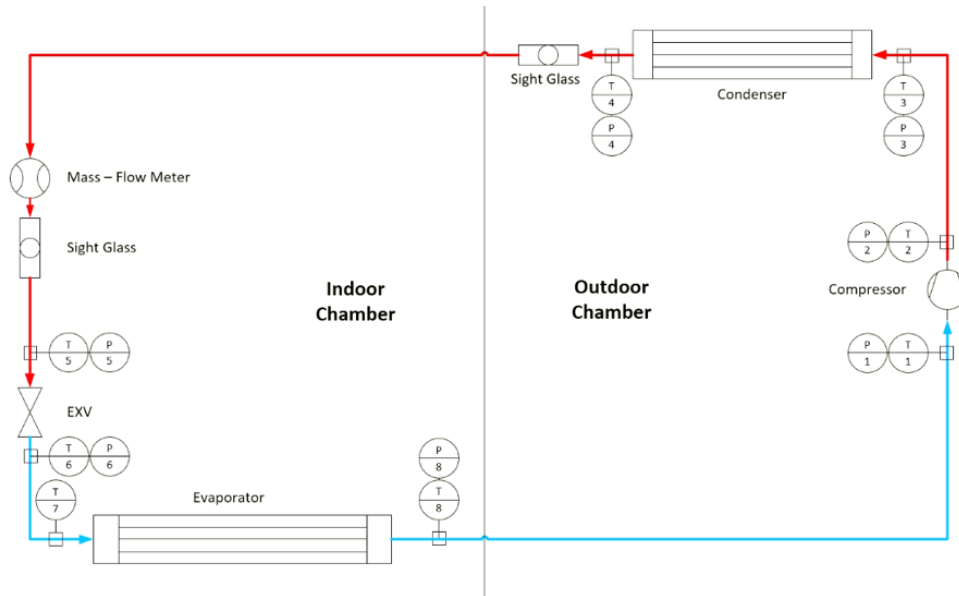 Sight Glass
T
4
P
4
Condenser
T
3
P
3
Mass – Flow Meter
Sight Glass
P
2
T
2
Compressor
Indoor
Chamber
Outdoor
Chamber
P
1
T
1
T
5
P
5
EXV
T
6
P
6
T
7
Evaporator
P
8
T
8